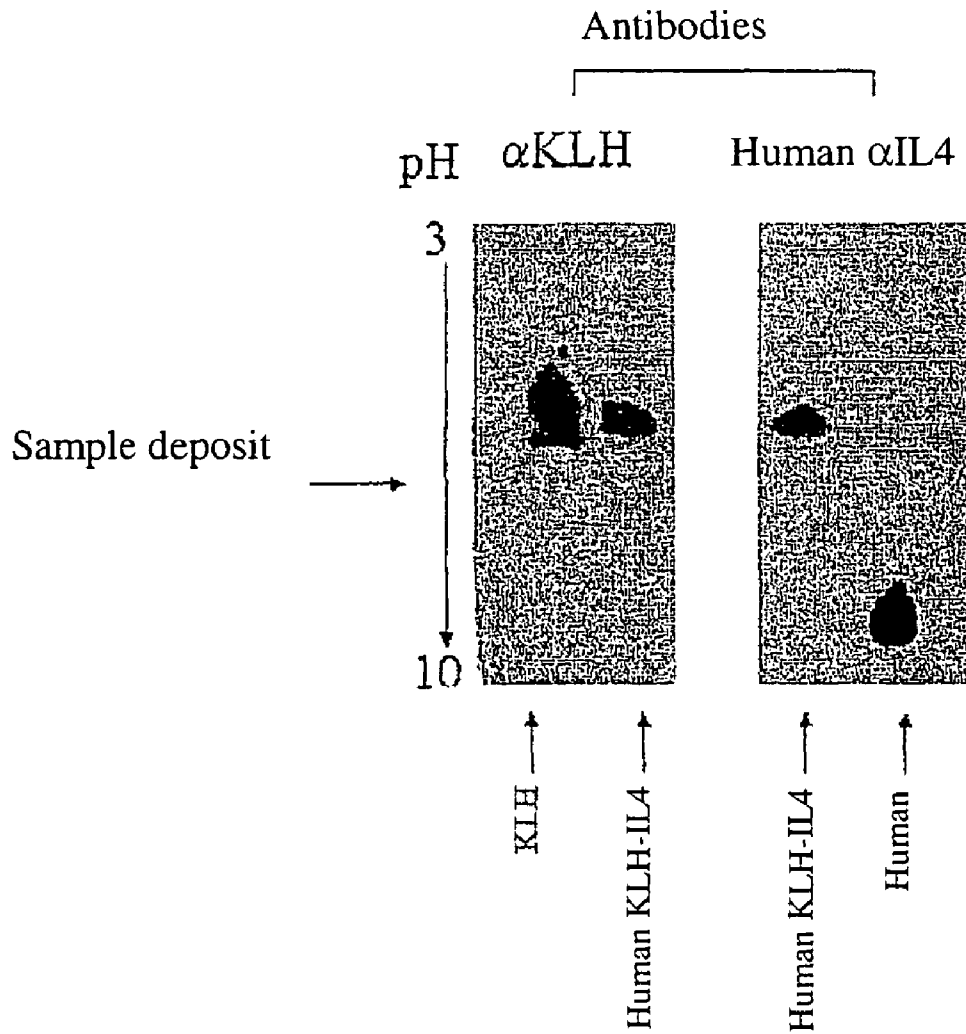 Antibodies
pH
αKLH
Human αIL4
3
Sample deposit
10
KLH
Human KLH-IL4
Human KLH-IL4
Human